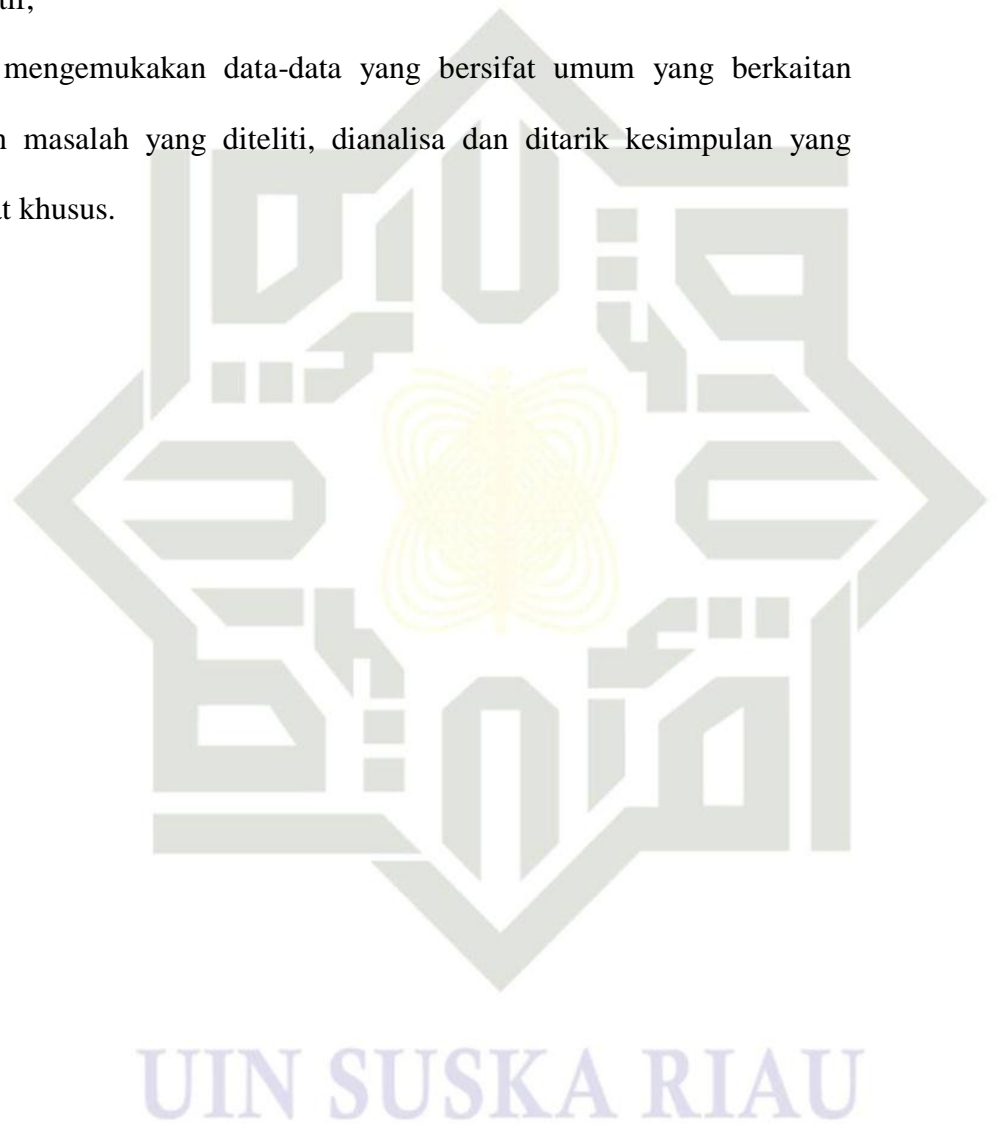 mengemukakan data-data yang bersifat umum yang berkaitan
masalah yang diteliti, dianalisa dan ditarik kesimpulan yang
khusus.
UIN SUSKA RIAU